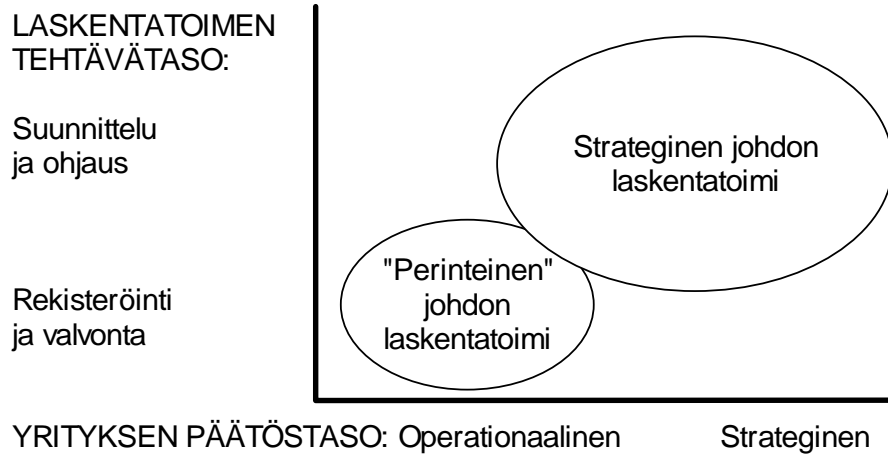 LASKENTATOIMEN
TEHTÄVÄTASO:
Suunnittelu
ja ohjaus
Strateginen johdon
laskentatoimi
"Perinteinen"
johdon
laskentatoimi
Rekisteröinti
ja valvonta
YRITYKSEN PÄÄTÖSTASO: Operationaalinen Strateginen